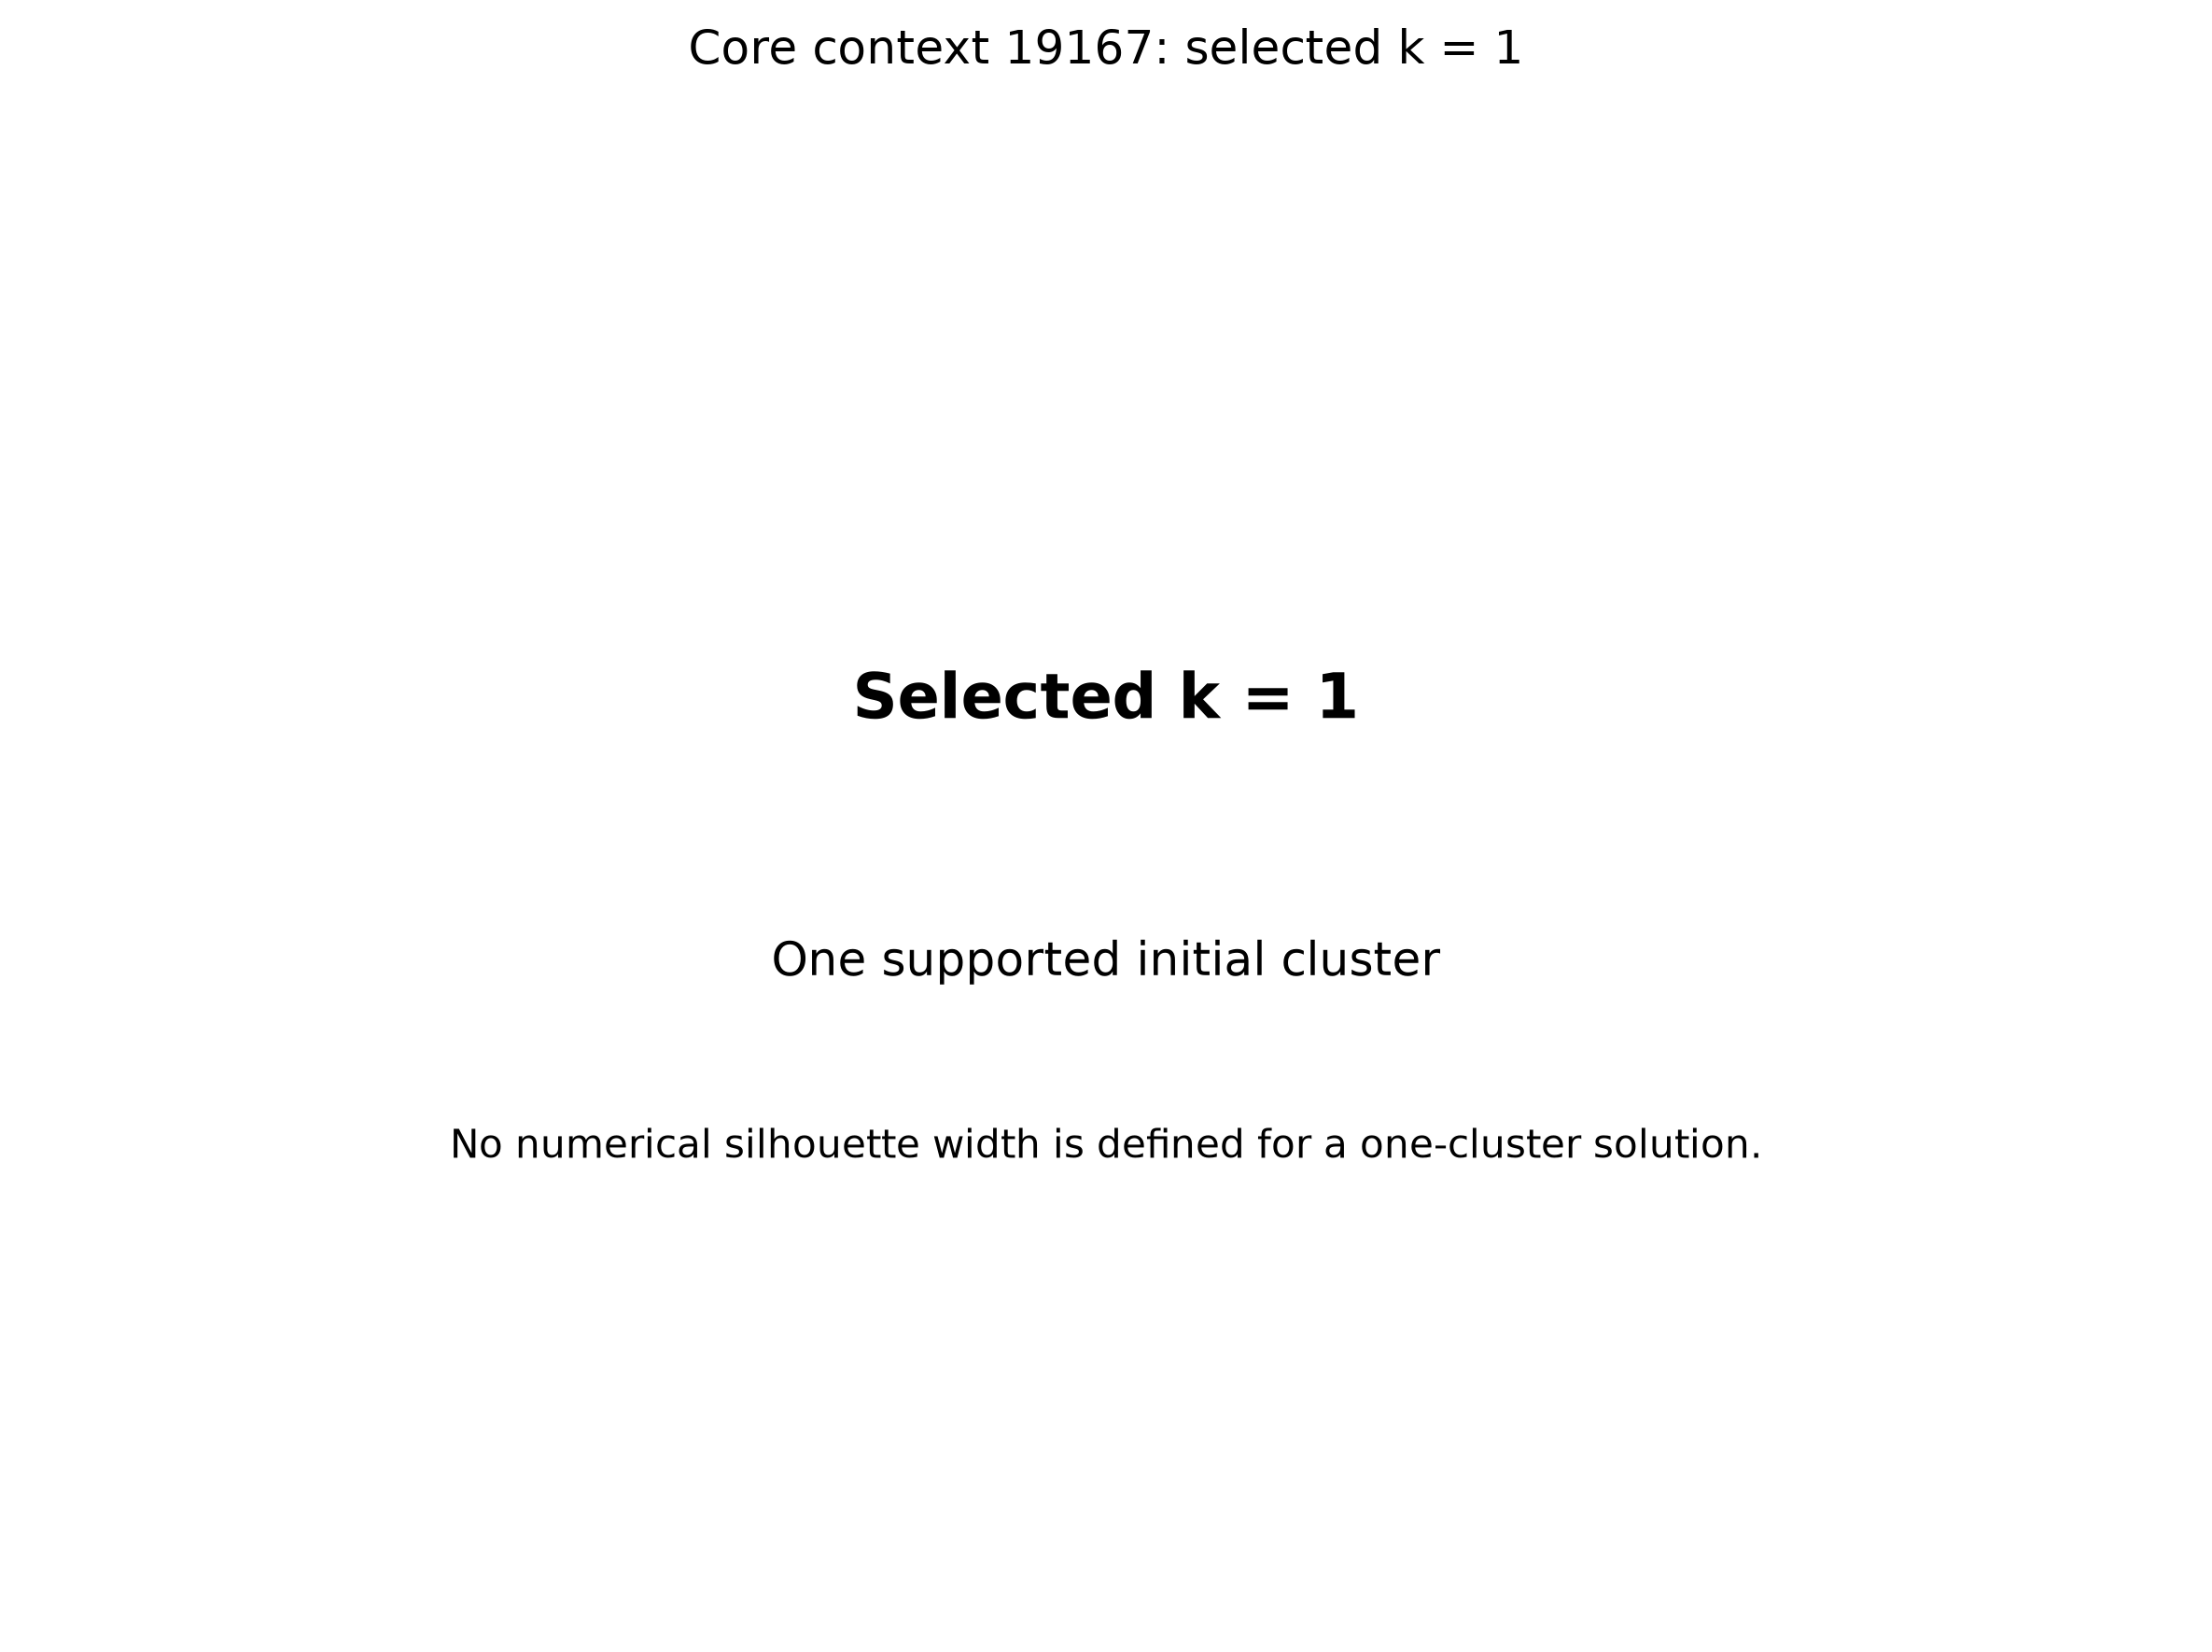 Core context 19167: selected k = 1
Selected k = 1
One supported initial cluster
No numerical silhouette width is defined for a one-cluster solution.